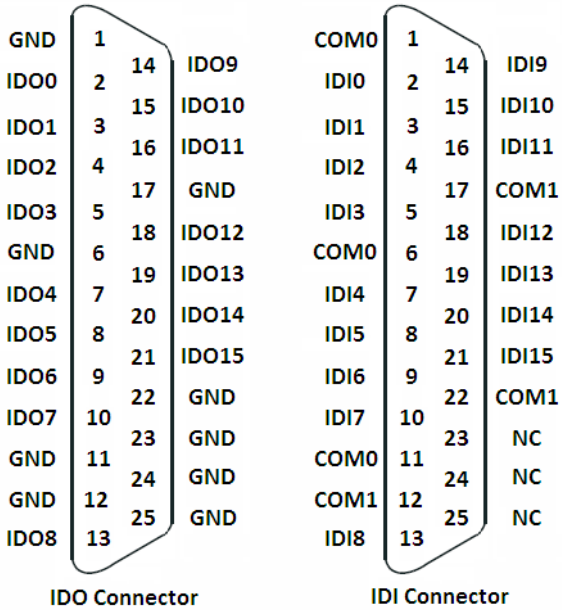 GND 1
14 IDO9
IDO0 2
15 IDO10
IDO1 3
16 IDO11
IDO2 4
17 GND
IDO3 5
18 IDO12
GND 6
19 IDO13
IDO4 7
20 IDO14
IDO5 8
21 IDO15
IDO6 9
22 GND
IDO7 10
23 GND
GND 11
24 GND
GND 12
25 GND
IDO8 13
IDO Connector
COM0 1
14 IDI9
IDI0 2
15 IDI10
IDI1 3
16 IDI11
IDI2 4
17 COM1
IDI3 5
18 IDI12
COM0 6
19 IDI13
IDI4 7
20 IDI14
IDI5 8
21 IDI15
IDI6 9
22 COM1
IDI7 10
23 NC
COM0 11
24 NC
COM1 12
25 NC
IDI8 13
IDI Connector